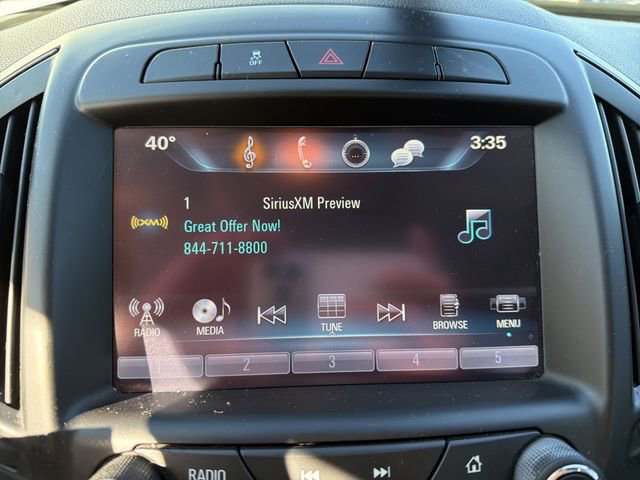 OFF
40° 3:35
1 SiriusXM Preview
((XM)) Great Offer Now!
844-711-8800
RADIO MEDIA TUNE BROWSE MENU
1 2 3 4 5
RADIO